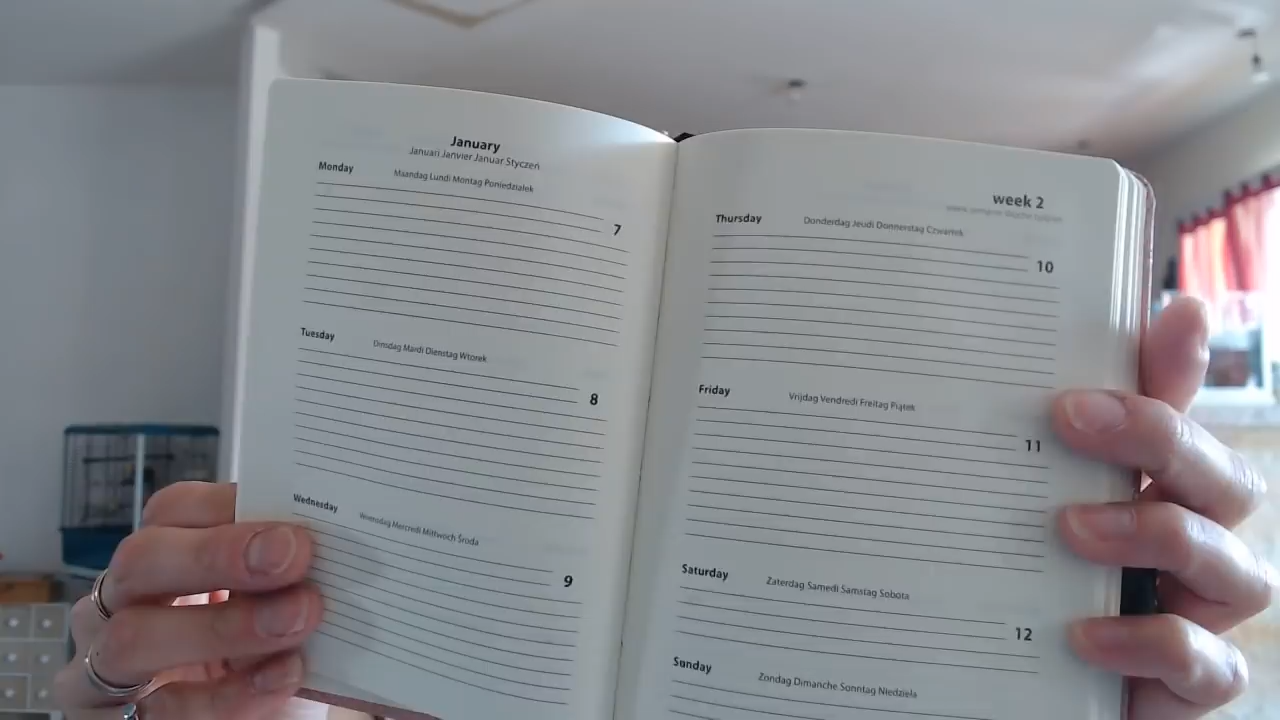 January
Januari Janvier Januar Styczeń
Monday Maandag Lundi Montag Poniedziałek
7
Tuesday Dinsdag Mardi Dienstag Wtorek
8
Wednesday Woensdag Mercredi Mittwoch Środa
9
week 2
Thursday Donderdag Jeudi Donnerstag Czwartek
10
Friday Vrijdag Vendredi Freitag Piątek
11
Saturday Zaterdag Samedi Samstag Sobota
12
Sunday Zondag Dimanche Sonntag Niedziela